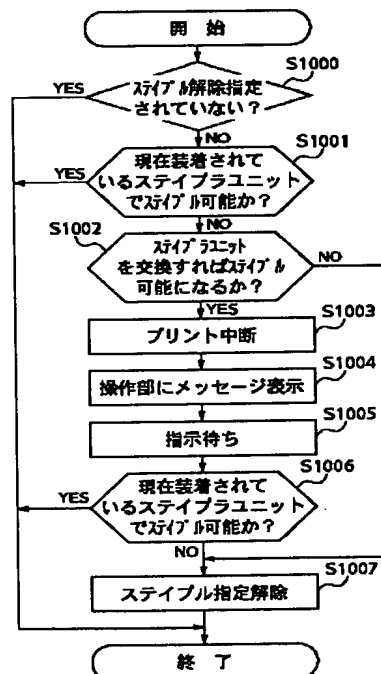 開 始
S1000
YES
ステイプル解除指定
されていない?
NO
S1001
YES
現在装着されて
いるステイプラユニット
でステイプル可能か?
NO
S1002
ステイプラユニット
を交換すればステイプル
可能になるか?
NO
YES
S1003
プリント中断
S1004
操作部にメッセージ表示
S1005
指示待ち
S1006
YES
現在装着されて
いるステイプラユニット
でステイプル可能か?
NO
S1007
ステイプル指定解除
終 了